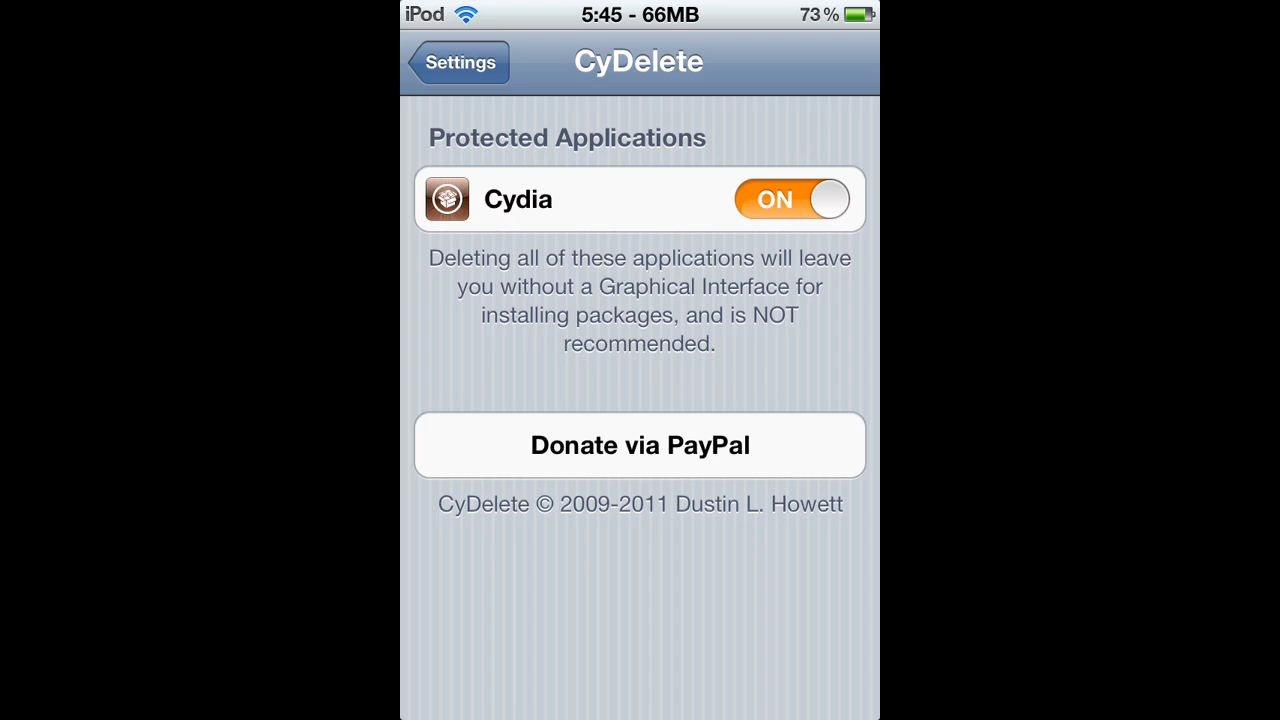 iPod 5:45 - 66MB 73%
Settings CyDelete
Protected Applications
Cydia ON
Deleting all of these applications will leave
you without a Graphical Interface for
installing packages, and is NOT
recommended.
Donate via PayPal
CyDelete © 2009-2011 Dustin L. Howett